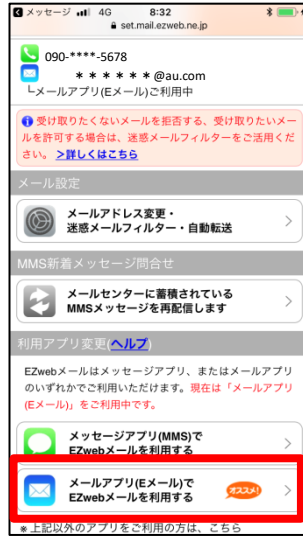 メッセージ 4G 8:32
set.mail.ezweb.ne.jp
090-****-5678
******@au.com
└メールアプリ(Eメール)ご利用中
受け取りたくないメールを拒否する、受け取りたいメー
ルを許可する場合は、迷惑メールフィルターをご活用くだ
さい。 >詳しくはこちら
メール設定
メールアドレス変更・
迷惑メールフィルター・自動転送
MMS新着メッセージ問合せ
メールセンターに蓄積されている
MMSメッセージを再配信します
利用アプリ変更(ヘルプ)
EZwebメールはメッセージアプリ、またはメールアプリ
のいずれかでご利用いただけます。現在は「メールアプリ
(Eメール)」をご利用中です。
メッセージアプリ(MMS)で
EZwebメールを利用する
メールアプリ(Eメール)で
EZwebメールを利用する
オススメ!
※上記以外のアプリをご利用の方は、こちら